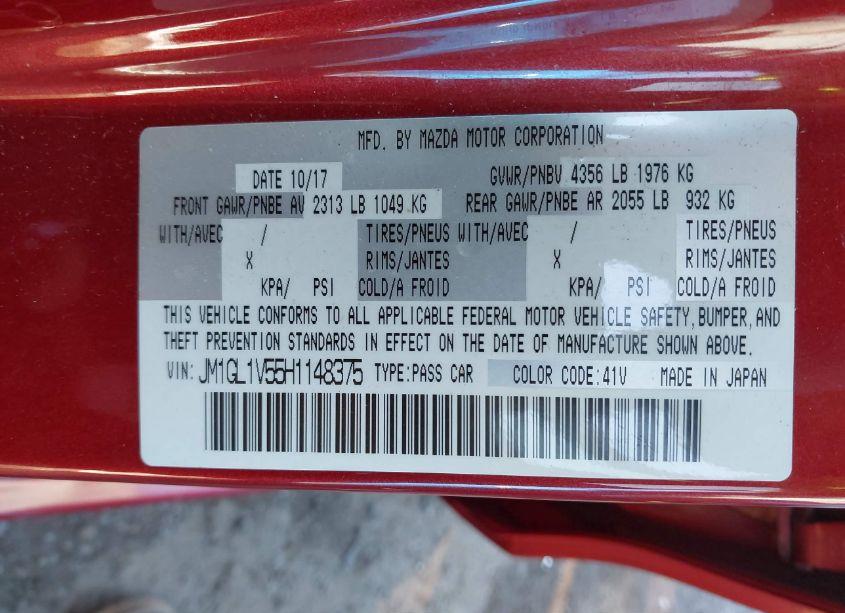 MFD. BY MAZDA MOTOR CORPORATION
DATE 10/17 GVWR/PNBV 4356 LB 1976 KG
FRONT GAWR/PNBE AV 2313 LB 1049 KG REAR GAWR/PNBE AR 2055 LB 932 KG
WITH/AVEC / TIRES/PNEUS WITH/AVEC / TIRES/PNEUS
X RIMS/JANTES X RIMS/JANTES
KPA/ PSI COLD/A FROID KPA/ PSI COLD/A FROID
THIS VEHICLE CONFORMS TO ALL APPLICABLE FEDERAL MOTOR VEHICLE SAFETY,BUMPER,AND
THEFT PREVENTION STANDARDS IN EFFECT ON THE DATE OF MANUFACTURE SHOWN ABOVE.
VIN: JM1GL1V55H1148375 TYPE:PASS CAR COLOR CODE:41V MADE IN JAPAN